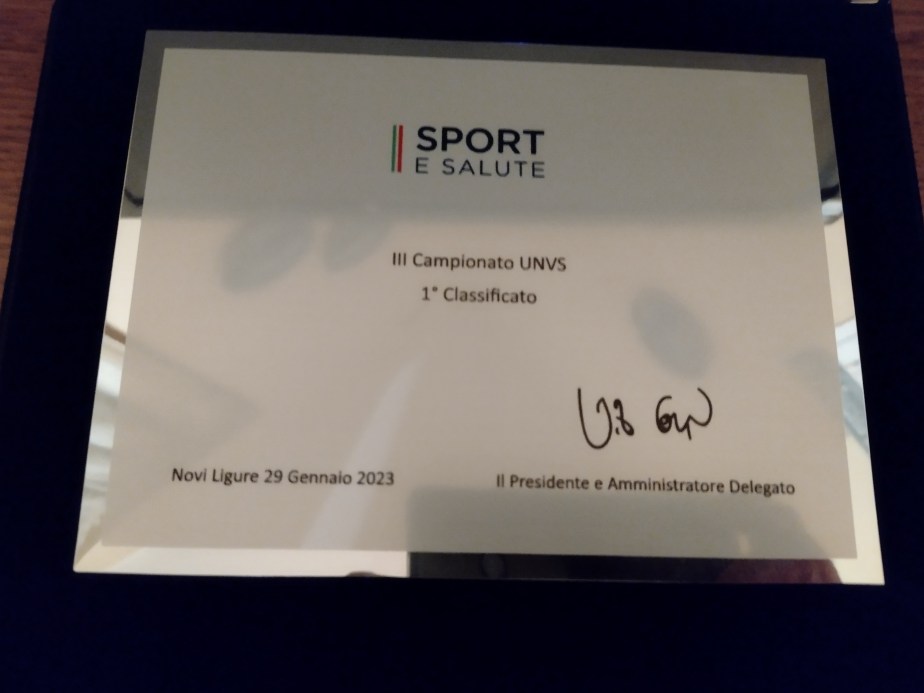 SPORT
E SALUTE
III Campionato UNVS
1° Classificato
Novi Ligure 29 Gennaio 2023
Il Presidente e Amministratore Delegato